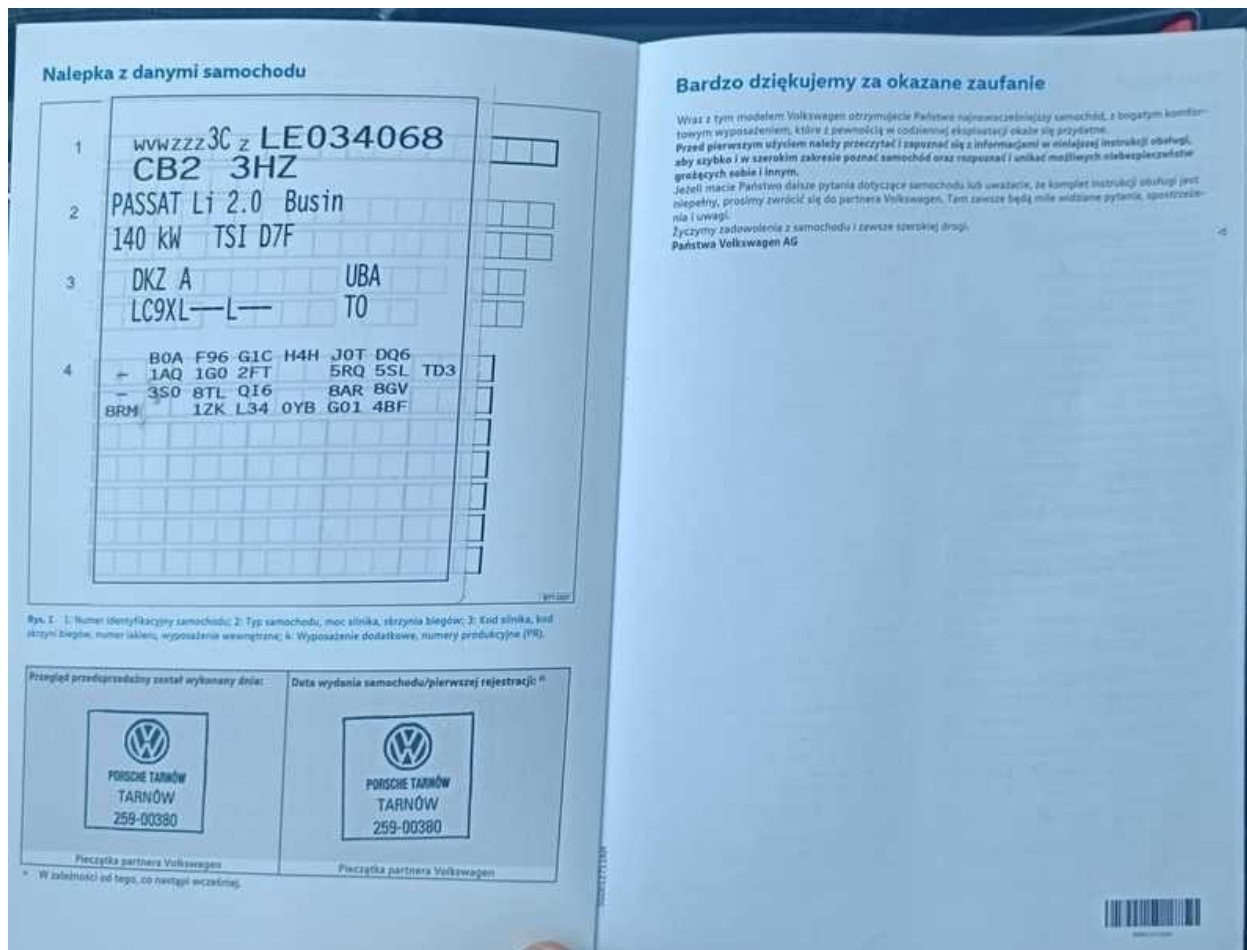 Nalepka z danymi samochodu
1
WVWZZZ3C Z LE034068
CB2 3HZ
2
PASSAT Li 2.0 Busin
140 kW TSI D7F
3
DKZ A UBA
LC9XL——L—— TO
4
B0A F96 G1C H4H J0T DQ6
- 1AQ 1G0 2FT 5RQ 5SL TD3
- 3S0 8TL QI6 8AR 8GV
8RM 1ZK L34 0YB G01 4BF
Rys. 1 1: Numer identyfikacyjny samochodu; 2: Typ samochodu, moc silnika, skrzynia biegów; 3: Kod silnika, kod
skrzyni biegów, numer lakieru, wyposażenie wewnętrzne; 4: Wyposażenie dodatkowe, numery produkcyjne (PR).
Przegląd przedsprzedażny został wykonany dnia:
PORSCHE TARNÓW
TARNÓW
259-00380
Pieczątka partnera Volkswagen
Data wydania samochodu/pierwszej rejestracji: a)
PORSCHE TARNÓW
TARNÓW
259-00380
Pieczątka partnera Volkswagen
a) W zależności od tego, co nastąpi wcześniej.
Bardzo dziękujemy za okazane zaufanie
Wraz z tym modelem Volkswagen otrzymujecie Państwo najnowocześniejszy samochód, z bogatym komfor-
towym wyposażeniem, które z pewnością w codziennej eksploatacji okaże się przydatne.
Przed pierwszym użyciem należy przeczytać i zapoznać się z informacjami w niniejszej instrukcji obsługi,
aby szybko i w szerokim zakresie poznać samochód oraz rozpoznać i unikać możliwych niebezpieczeństw
grożących sobie i innym.
Jeżeli macie Państwo dalsze pytania dotyczące samochodu lub uważacie, że komplet instrukcji obsługi jest
niepełny, prosimy zwrócić się do partnera Volkswagen. Tam zawsze będą mile widziane pytania, spostrzeże-
nia i uwagi.
Życzymy zadowolenia z samochodu i zawsze szerokiej drogi.
Państwa Volkswagen AG